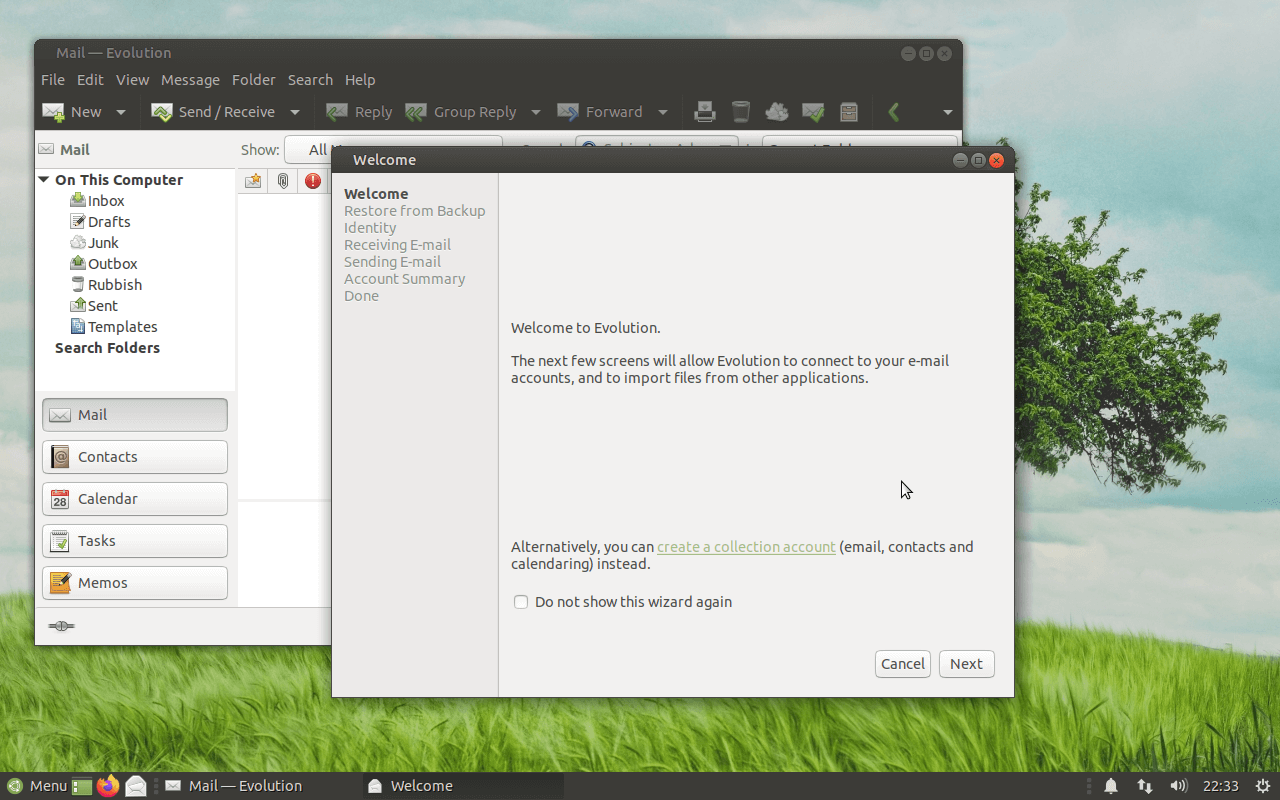 Mail — Evolution
File Edit View Message Folder Search Help
New Send / Receive Reply Group Reply Forward
Mail
Show: All
Welcome
On This Computer
Inbox
Drafts
Junk
Outbox
Rubbish
Sent
Templates
Search Folders
Mail
Contacts
Calendar
28
Tasks
Memos
Welcome
Restore from Backup
Identity
Receiving E-mail
Sending E-mail
Account Summary
Done
Welcome to Evolution.
The next few screens will allow Evolution to connect to your e-mail
accounts, and to import files from other applications.
Alternatively, you can create a collection account (email, contacts and
calendaring) instead.
Do not show this wizard again
Cancel Next
Menu Mail — Evolution Welcome 22:33